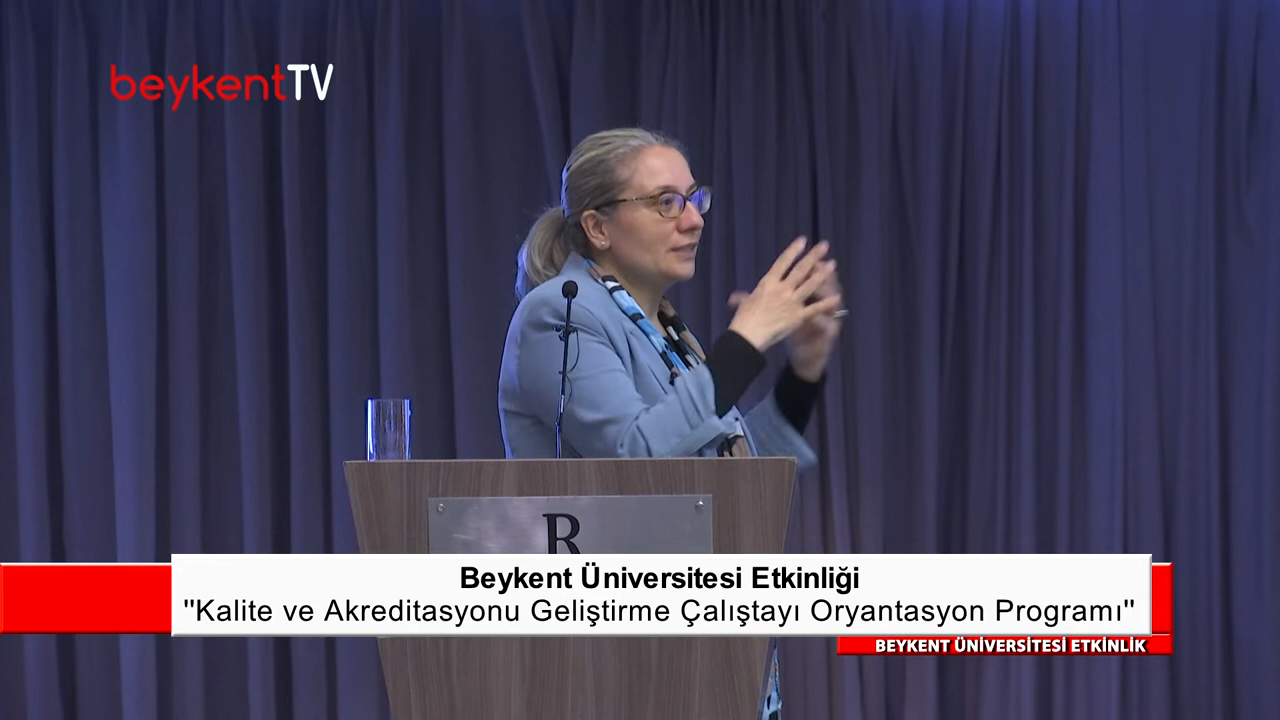 beykentTV
R
Beykent Üniversitesi Etkinliği
"Kalite ve Akreditasyonu Geliştirme Çalıştayı Oryantasyon Programı"
BEYKENT ÜNİVERSİTESİ ETKİNLİK